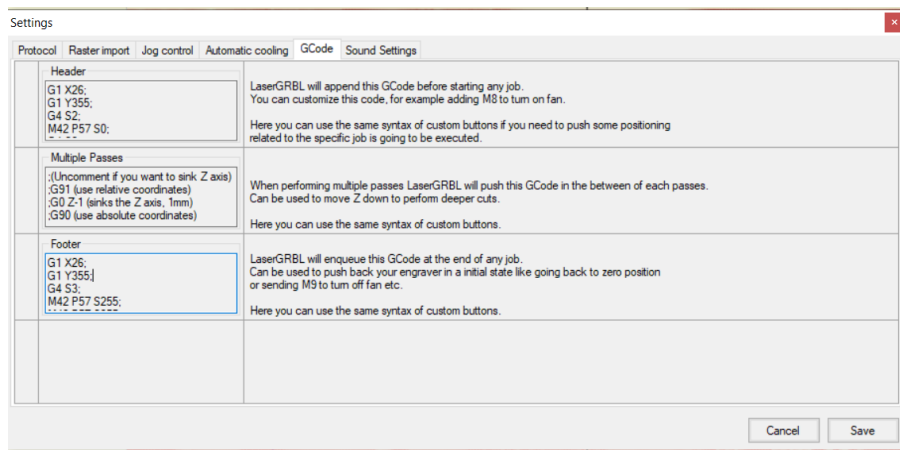 Settings
Protocol Raster import Jog control Automatic cooling GCode Sound Settings
Header
G1 X26;
G1 Y355;
G4 S2;
M42 P57 S0;
LaserGRBL will append this GCode before starting any job.
You can customize this code, for example adding M8 to turn on fan.
Here you can use the same syntax of custom buttons if you need to push some positioning
related to the specific job is going to be executed.
Multiple Passes
;(Uncomment if you want to sink Z axis)
;G91 (use relative coordinates)
;G0 Z-1 (sinks the Z axis, 1mm)
;G90 (use absolute coordinates)
When performing multiple passes LaserGRBL will push this GCode in the between of each passes.
Can be used to move Z down to perform deeper cuts.
Here you can use the same syntax of custom buttons.
Footer
G1 X26;
G1 Y355;
G4 S3;
M42 P57 S255;
LaserGRBL will enqueue this GCode at the end of any job.
Can be used to push back your engraver in a initial state like going back to zero position
or sending M9 to turn off fan etc.
Here you can use the same syntax of custom buttons.
Cancel Save